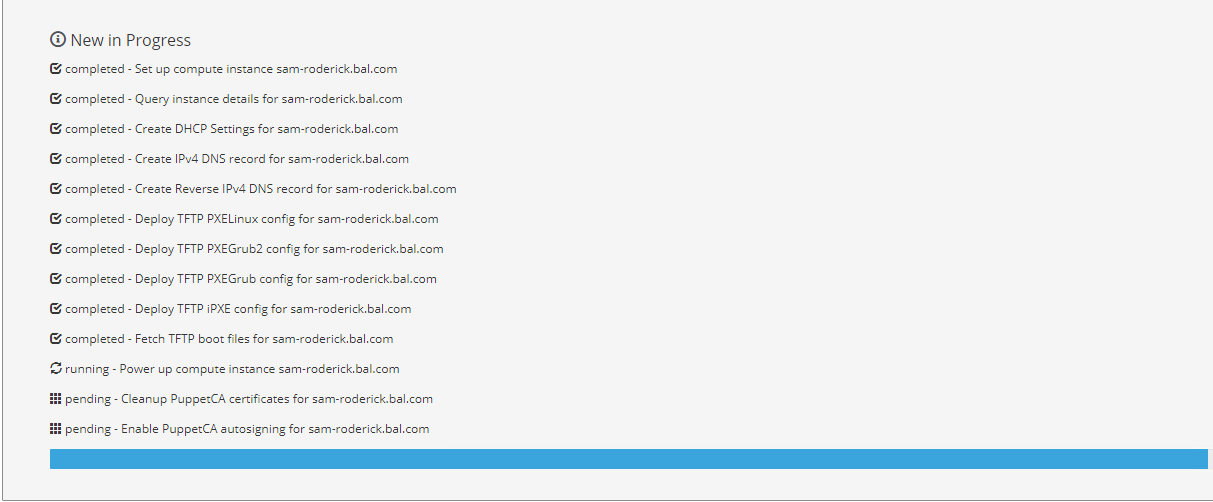 New in Progress
completed - Set up compute instance sam-roderick.bal.com
completed - Query instance details for sam-roderick.bal.com
completed - Create DHCP Settings for sam-roderick.bal.com
completed - Create IPv4 DNS record for sam-roderick.bal.com
completed - Create Reverse IPv4 DNS record for sam-roderick.bal.com
completed - Deploy TFTP PXELinux config for sam-roderick.bal.com
completed - Deploy TFTP PXEGrub2 config for sam-roderick.bal.com
completed - Deploy TFTP PXEGrub config for sam-roderick.bal.com
completed - Deploy TFTP iPXE config for sam-roderick.bal.com
completed - Fetch TFTP boot files for sam-roderick.bal.com
running - Power up compute instance sam-roderick.bal.com
pending - Cleanup PuppetCA certificates for sam-roderick.bal.com
pending - Enable PuppetCA autosigning for sam-roderick.bal.com